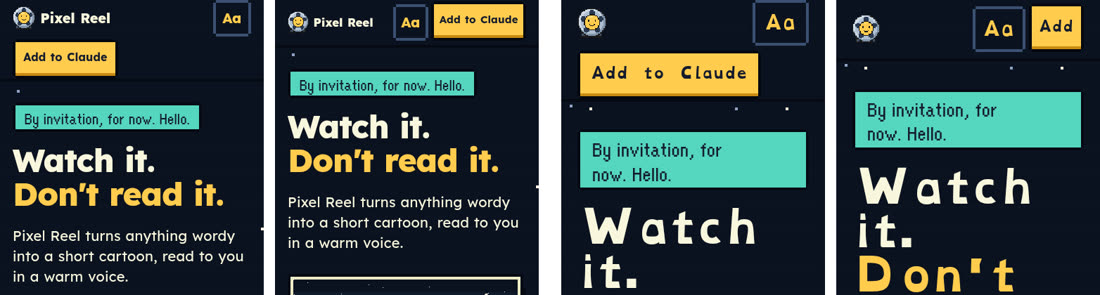 Pixel Reel
Aa
Add to Claude
By invitation, for now. Hello.
Watch it.
Don't read it.
Pixel Reel turns anything wordy
into a short cartoon, read to you
in a warm voice.
Pixel Reel
Aa
Add to Claude
By invitation, for now. Hello.
Watch it.
Don't read it.
Pixel Reel turns anything wordy
into a short cartoon, read to you
in a warm voice.
Aa
Add to Claude
By invitation, for
now. Hello.
Watch
it.
Aa
Add
By invitation, for
now. Hello.
Watch
it.
Don't